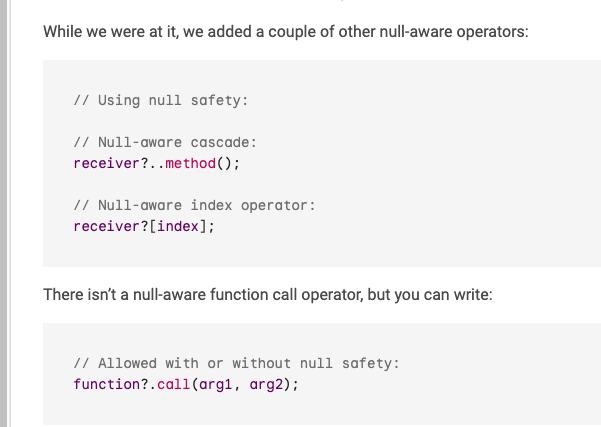 While we were at it, we added a couple of other null-aware operators:
// Using null safety:
// Null-aware cascade:
receiver?..method();
// Null-aware index operator:
receiver?[index];
There isn’t a null-aware function call operator, but you can write:
// Allowed with or without null safety:
function?.call(arg1, arg2);